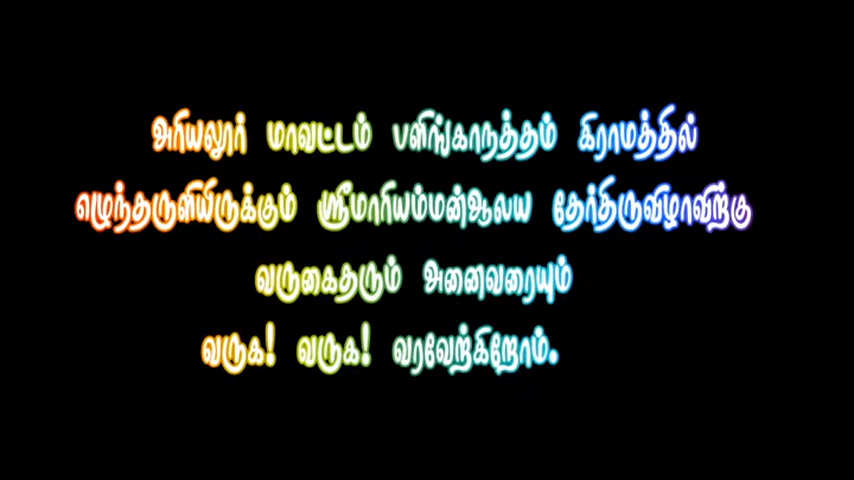 அரியலூர் மாவட்டம் பளிங்காநத்தம் கிராமத்தில்
எழுந்தருளியிருக்கும் ஸ்ரீமாரியம்மன்ஆலய தேர்திருவிழாவிற்கு
வருகைதரும் அனைவரையும்
வருக! வருக! வரவேற்கிறோம்.